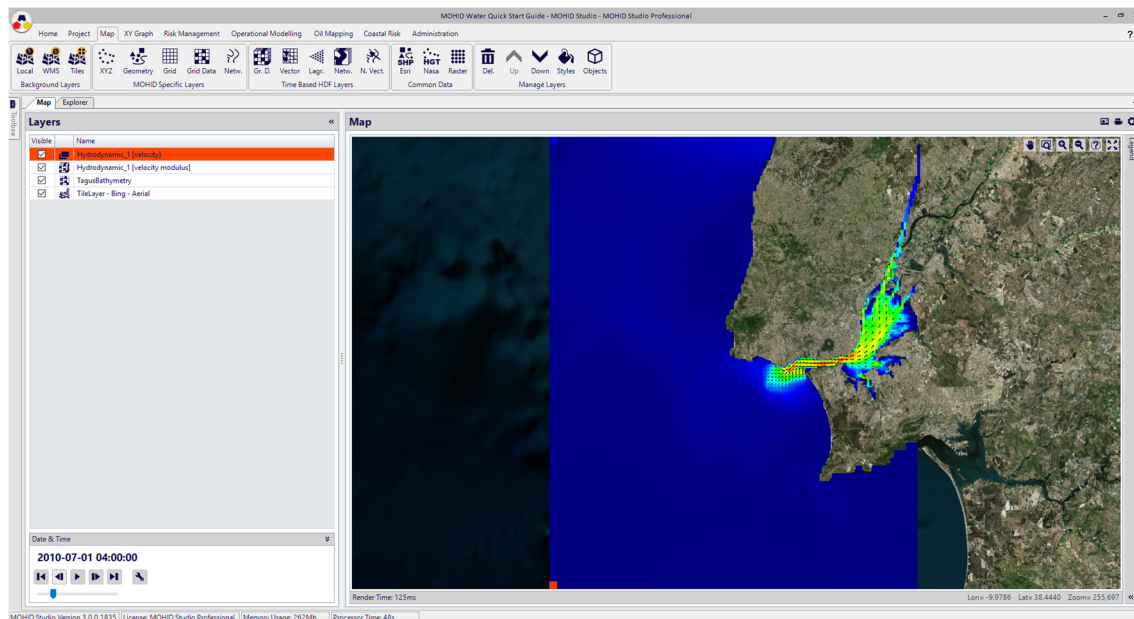 MOHID Water Quick Start Guide - MOHID Studio - MOHID Studio Professional
Home Project Map XY Graph Risk Management Operational Modelling Oil Mapping Coastal Risk Administration
Local WMS Tiles XYZ Geometry Grid Grid Data Netw. Gr. D. Vector Lagr. Netw. N. Vect. SHP Esri HGT Nasa Raster Del. Up Down Styles Objects
Background Layers MOHID Specific Layers Time Based HDF Layers Common Data Manage Layers
Map Explorer
Toolbox
Layers «
Visible Name
Hydrodynamic_1 [velocity]
Hydrodynamic_1 [velocity modulus]
TagusBathymetry
TileLayer - Bing - Aerial
Date & Time
2010-07-01 04:00:00
Map
Legend
Render Time: 125ms Lon= -9.9786 Lat= 38.4440 Zoom= 255,697 «
MOHID Studio Version 3.0.0.1835 License: MOHID Studio Professional Memory Usage: 262Mb Processor Time: 48s